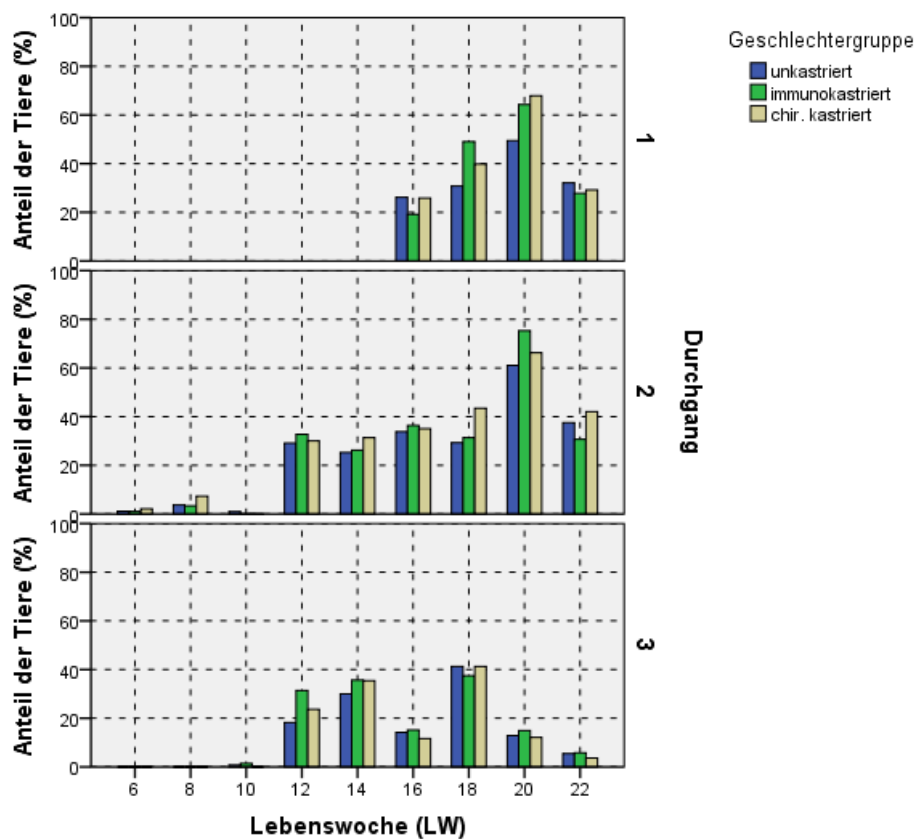 Geschlechtergruppe
unkastriert
immunokastriert
chir. kastriert
Anteil der Tiere (%)
100
80
60
40
20
0
1
Anteil der Tiere (%)
100
80
60
40
20
0
2
Durchgang
Anteil der Tiere (%)
100
80
60
40
20
0
3
6 8 10 12 14 16 18 20 22
Lebenswoche (LW)